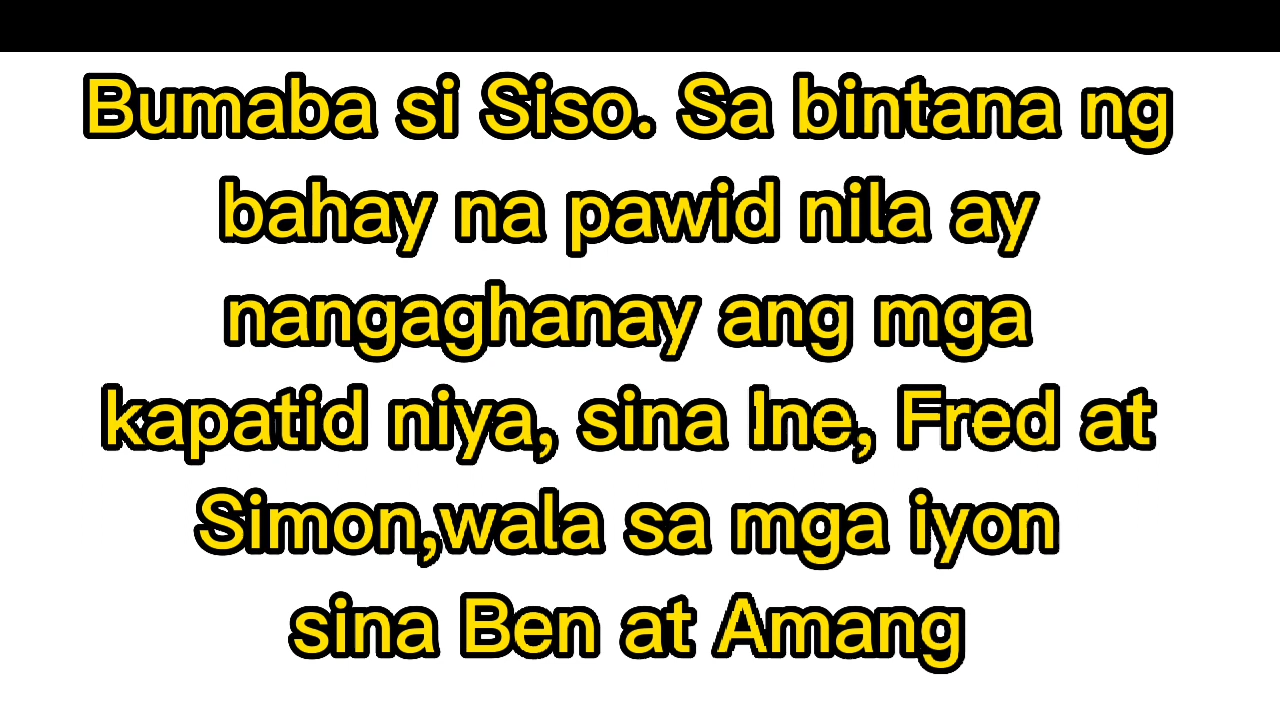 Bumaba si Siso. Sa bintana ng
bahay na pawid nila ay
nangaghanay ang mga
kapatid niya, sina Ine, Fred at
Simon,wala sa mga iyon
sina Ben at Amang